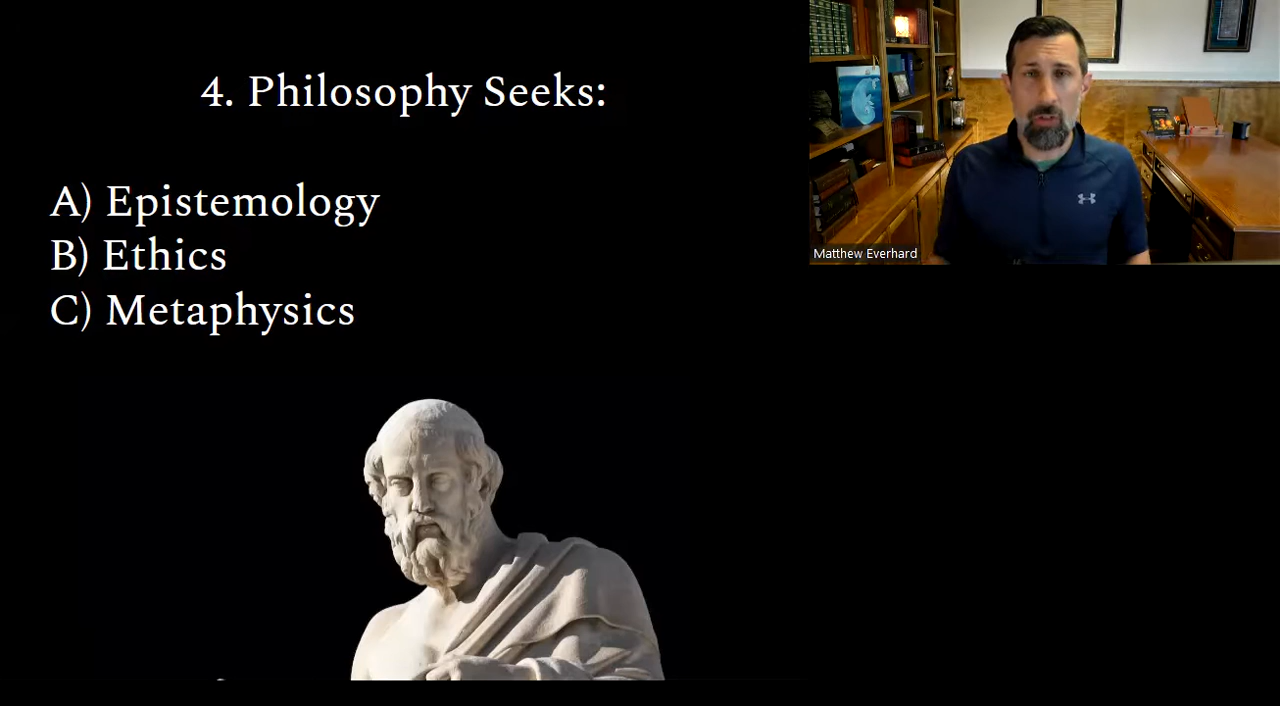 4. Philosophy Seeks:
A) Epistemology
B) Ethics
C) Metaphysics
Matthew Everhard